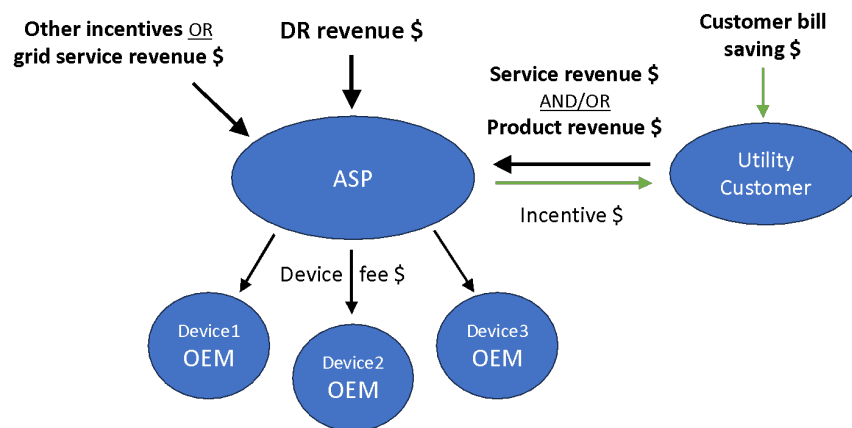 Other incentives OR
grid service revenue $
DR revenue $
Customer bill
saving $
Service revenue $
AND/OR
Product revenue $
ASP
Utility
Customer
Incentive $
Device fee $
Device1
OEM
Device2
OEM
Device3
OEM